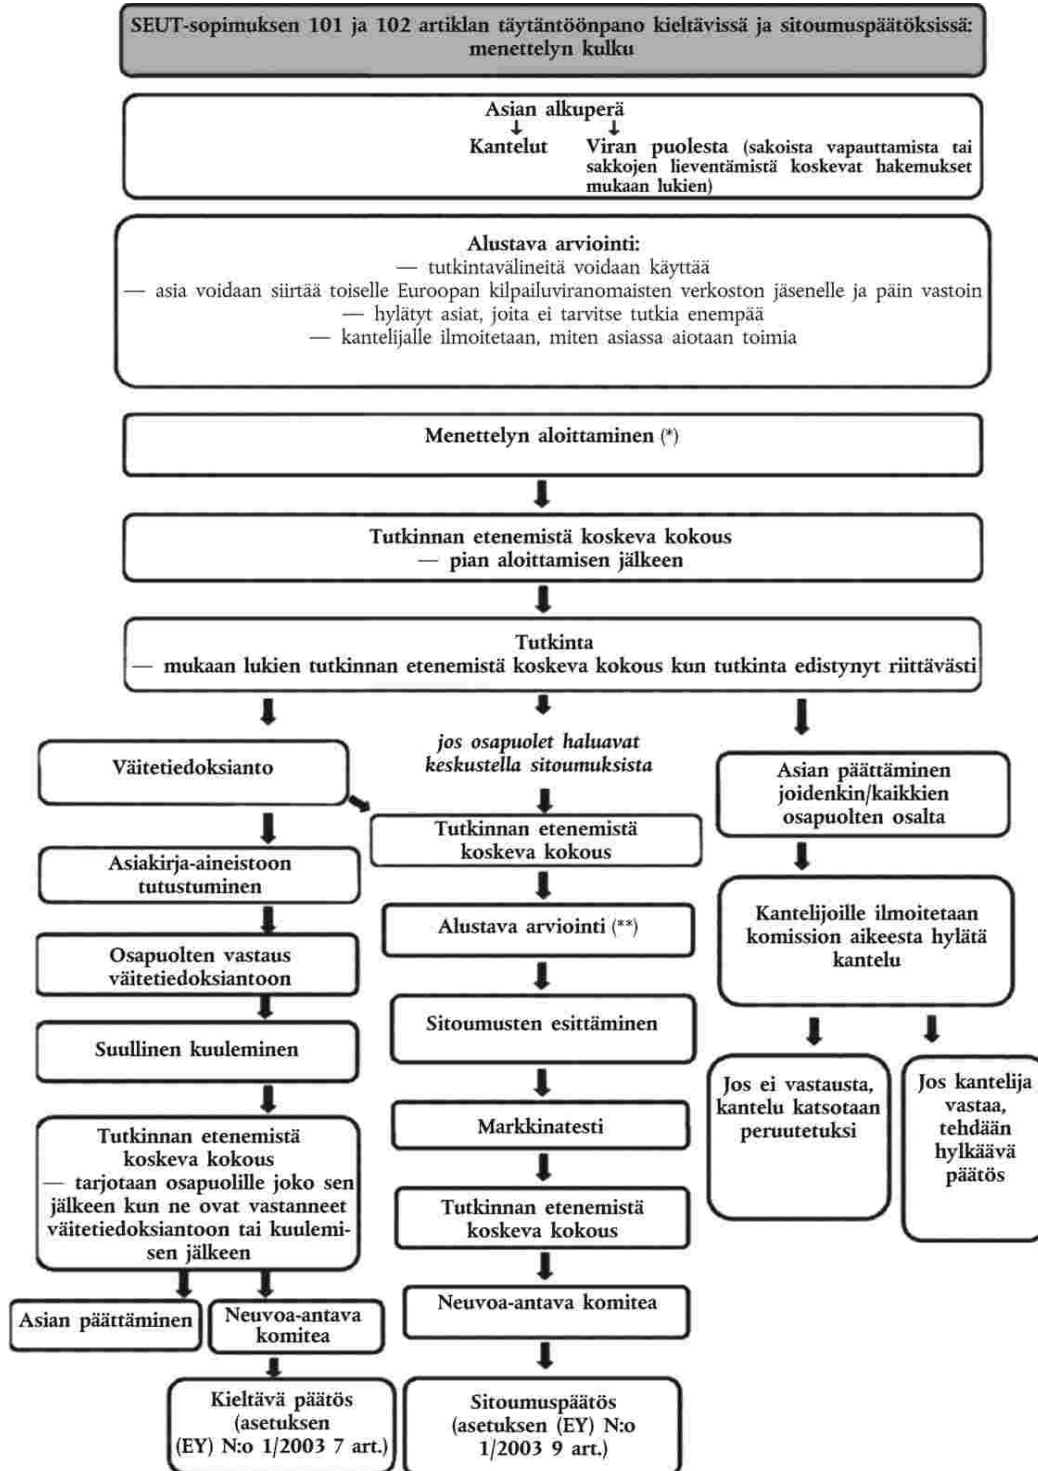 SEUT-sopimuksen 101 ja 102 artiklan täytäntöönpano kieltävissä ja sitoumuspäätöksissä:
menettelyn kulku
Asian alkuperä
Kantelut
Viran puolesta (sakoista vapauttamista tai
sakkojen lieventämistä koskevat hakemukset
mukaan lukien)
Alustava arviointi:
— tutkintavälineitä voidaan käyttää
— asia voidaan siirtää toiselle Euroopan kilpailuviranomaisten verkoston jäsenelle ja päin vastoin
— hylätyt asiat, joita ei tarvitse tutkia enempää
— kantelijalle ilmoitetaan, miten asiassa aiotaan toimia
Menettelyn aloittaminen (*)
Tutkinnan etenemistä koskeva kokous
— pian aloittamisen jälkeen
Tutkinta
— mukaan lukien tutkinnan etenemistä koskeva kokous kun tutkinta edistynyt riittävästi
Väitetiedoksianto
Asiakirja-aineistoon
tutustuminen
Osapuolten vastaus
väitetiedoksiantoon
Suullinen kuuleminen
Tutkinnan etenemistä
koskeva kokous
— tarjotaan osapuolille joko sen
jälkeen kun ne ovat vastanneet
väitetiedoksiantoon tai kuulemi-
sen jälkeen
Asian päättäminen
Neuvoa-antava
komitea
Kieltävä päätös
(asetuksen
(EY) N:o 1/2003 7 art.)
jos osapuolet haluavat
keskustella sitoumuksista
Tutkinnan etenemistä
koskeva kokous
Alustava arviointi (**)
Sitoumusten esittäminen
Markkinatesti
Tutkinnan etenemistä
koskeva kokous
Neuvoa-antava komitea
Sitoumuspäätös
(asetuksen (EY) N:o
1/2003 9 art.)
Asian päättäminen
joidenkin/kaikkien
osapuolten osalta
Kantelijoille ilmoitetaan
komission aikeesta hylätä
kantelu
Jos ei vastausta,
kantelu katsotaan
peruutetuksi
Jos kantelija
vastaa,
tehdään
hylkäävä
päätös